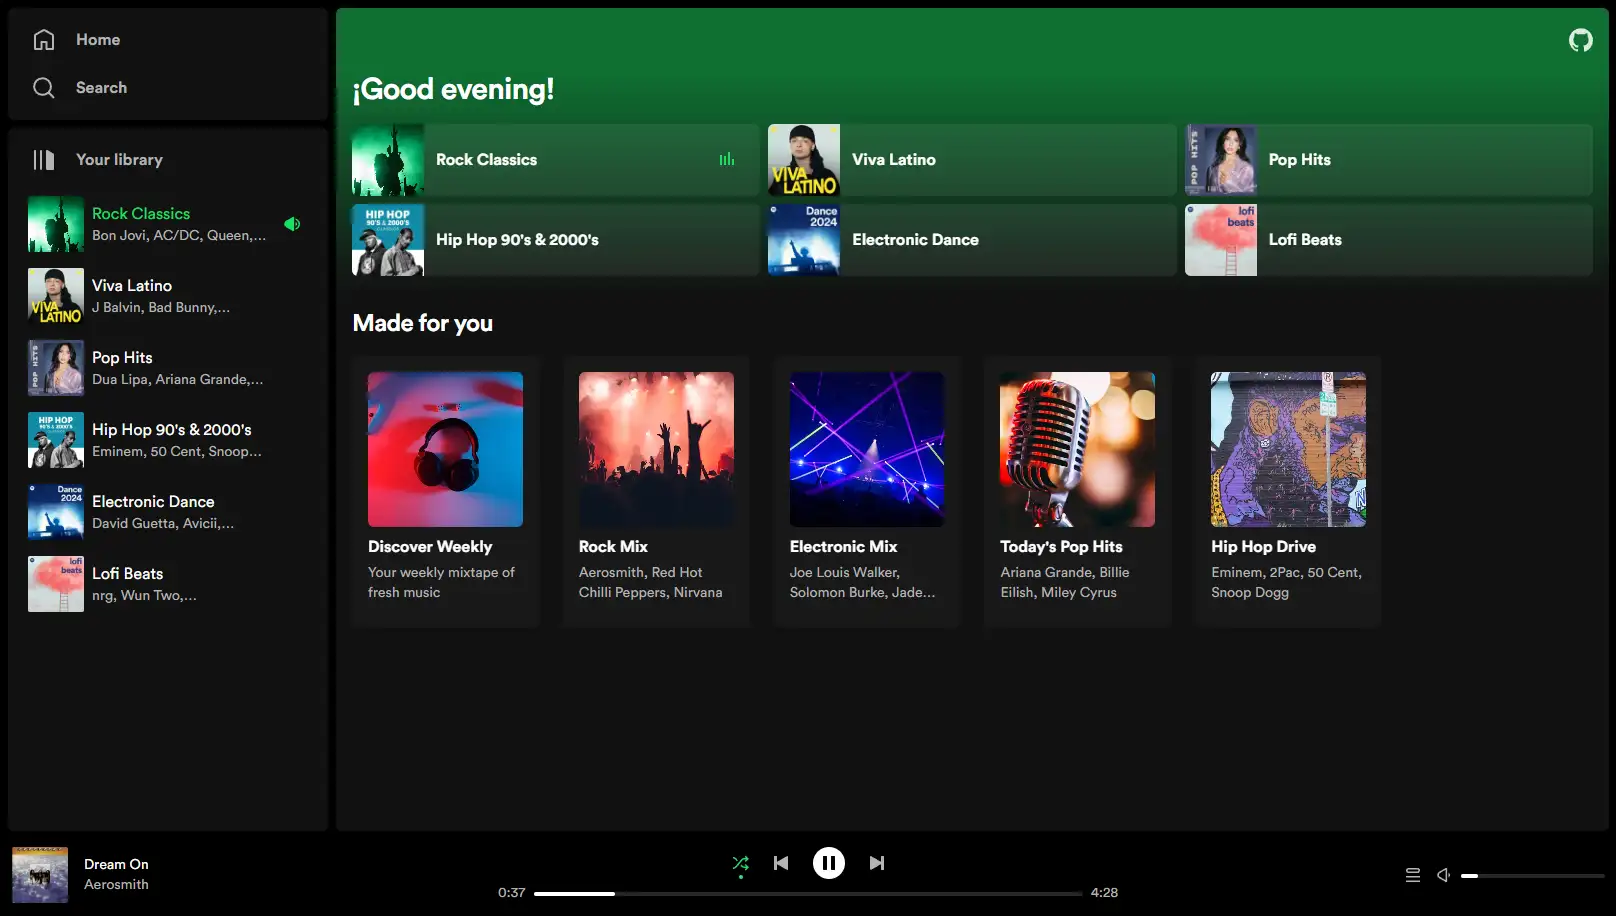 Home
Search
Your library
Rock Classics
Bon Jovi, AC/DC, Queen,...
VIVA
LATINO
Viva Latino
J Balvin, Bad Bunny,...
POP HITS
Pop Hits
Dua Lipa, Ariana Grande,...
HIP HOP
90'S & 2000'S
Hip Hop 90's & 2000's
Eminem, 50 Cent, Snoop...
Dance
2024
Electronic Dance
David Guetta, Avicii,...
lofi
beats
Lofi Beats
nrg, Wun Two,...
¡Good evening!
Rock Classics
VIVA
LATINO
Viva Latino
POP HITS
Pop Hits
HIP HOP
90'S & 2000'S
Hip Hop 90's & 2000's
Dance
2024
Electronic Dance
lofi
beats
Lofi Beats
Made for you
Discover Weekly
Your weekly mixtape of
fresh music
Rock Mix
Aerosmith, Red Hot
Chili Peppers, Nirvana
Electronic Mix
Joe Louis Walker,
Solomon Burke, Jade...
Today's Pop Hits
Ariana Grande, Billie
Eilish, Miley Cyrus
Hip Hop Drive
Eminem, 2Pac, 50 Cent,
Snoop Dogg
Dream On
Aerosmith
0:37
4:28